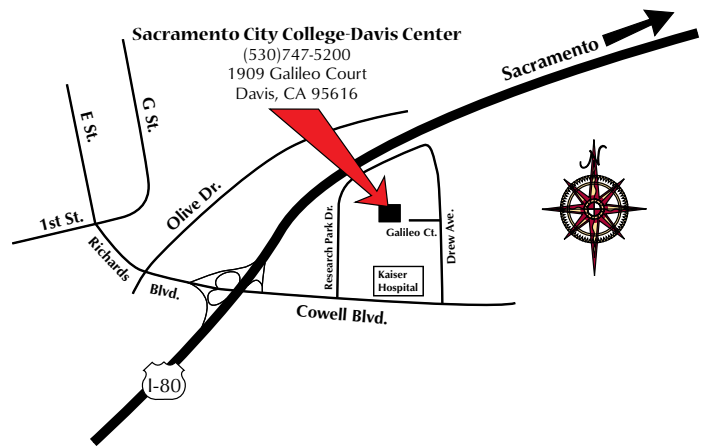 Sacramento City College-Davis Center
(530)747-5200
1909 Galileo Court
Davis, CA 95616
Sacramento
E St.
G St.
Olive Dr.
1st St.
Richards
Blvd.
Research Park Dr.
Galileo Ct.
Drew Ave.
Kaiser
Hospital
Cowell Blvd.
I-80
N